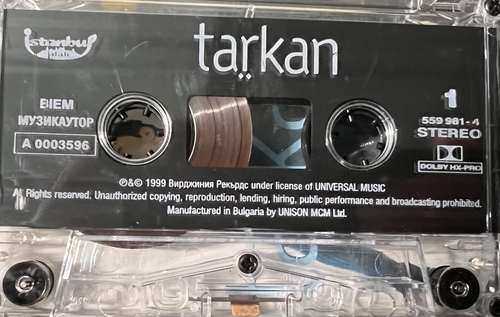 istanbul
tarkan
BIEM
МУЗИКАУТОР
A 0003596
1
559 981-4
STEREO
DOLBY HX-PRO
℗&© 1999 Вирджиния Рекърдс under license of UNIVERSAL MUSIC
All Rights reserved. Unauthorized copying, reproduction, lending, hiring, public performance and broadcasting prohibited.
Manufactured in Bulgaria by UNISON MCM Ltd.